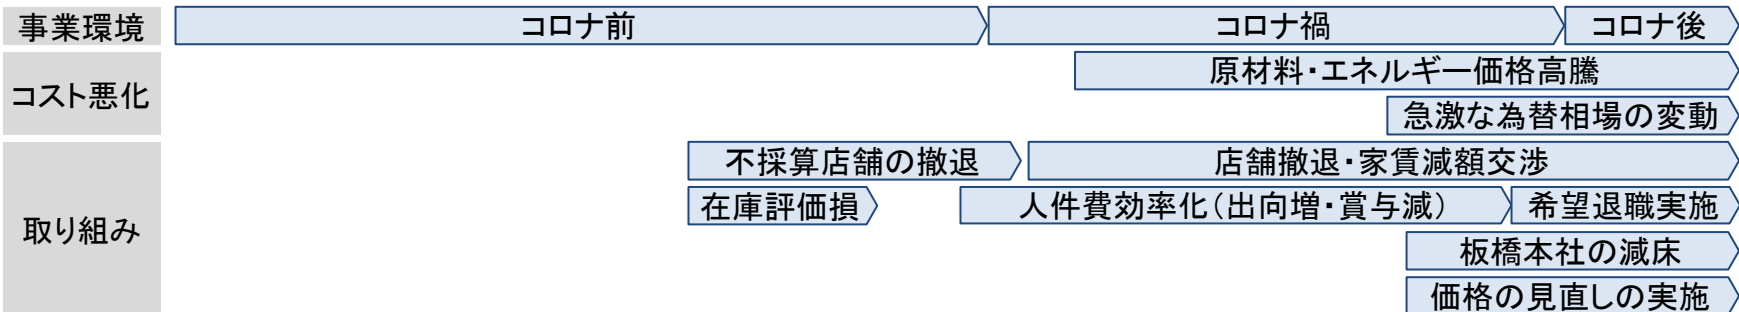 事業環境
コロナ前
コロナ禍
コロナ後
コスト悪化
原材料・エネルギー価格高騰
急激な為替相場の変動
取り組み
不採算店舗の撤退
店舗撤退・家賃減額交渉
在庫評価損
人件費効率化（出向増・賞与減）
希望退職実施
板橋本社の減床
価格の見直しの実施